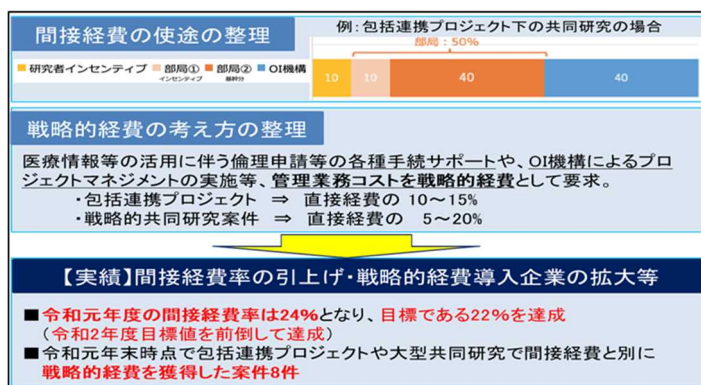 間接経費の使途の整理
例：包括連携プロジェクト下の共同研究の場合
部局：50%
研究者インセンティブ 部局① 部局② OI機構
インセンティブ 基幹分
10 10 40 40
戦略的経費の考え方の整理
医療情報等の活用に伴う倫理申請等の各種手続サポートや、OI機構によるプロ
ジェクトマネジメントの実施等、管理業務コストを戦略的経費として要求。
・包括連携プロジェクト ⇒ 直接経費の 10～15%
・戦略的共同研究案件 ⇒ 直接経費の 5～20%
【実績】間接経費率の引上げ・戦略的経費導入企業の拡大等
■令和元年度の間接経費率は24%となり、目標である22%を達成
（令和2年度目標値を前倒して達成）
■令和元年末時点で包括連携プロジェクトや大型共同研究で間接経費と別に
戦略的経費を獲得した案件8件